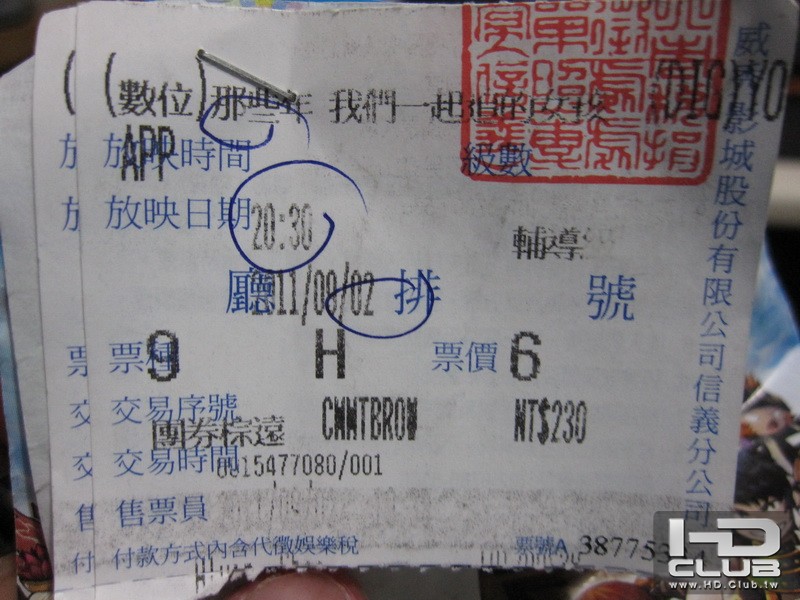 (數位)那些年 我們一起追的女孩
APP
放映時間
級數
放映日期
20:30
輔導級
廳 排 號
2011/09/02
票種 9 H 票價 6
交易序號
團券棕遠 CMMTBROW NT$230
交易時間
0015477080/001
售票員
付款方式內含代徵娛樂稅
票號A 38775
威秀影城股份有限公司信義分公司
HD
CLUB
www.HD.Club.tw